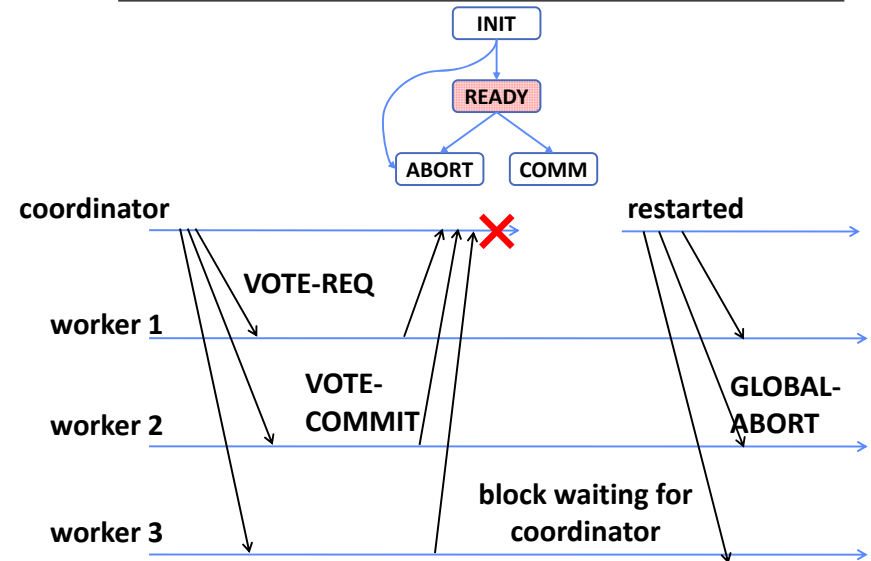 INIT
READY
ABORT
COMM
coordinator
restarted
VOTE-REQ
worker 1
VOTE-
COMMIT
GLOBAL-
ABORT
worker 2
block waiting for
coordinator
worker 3